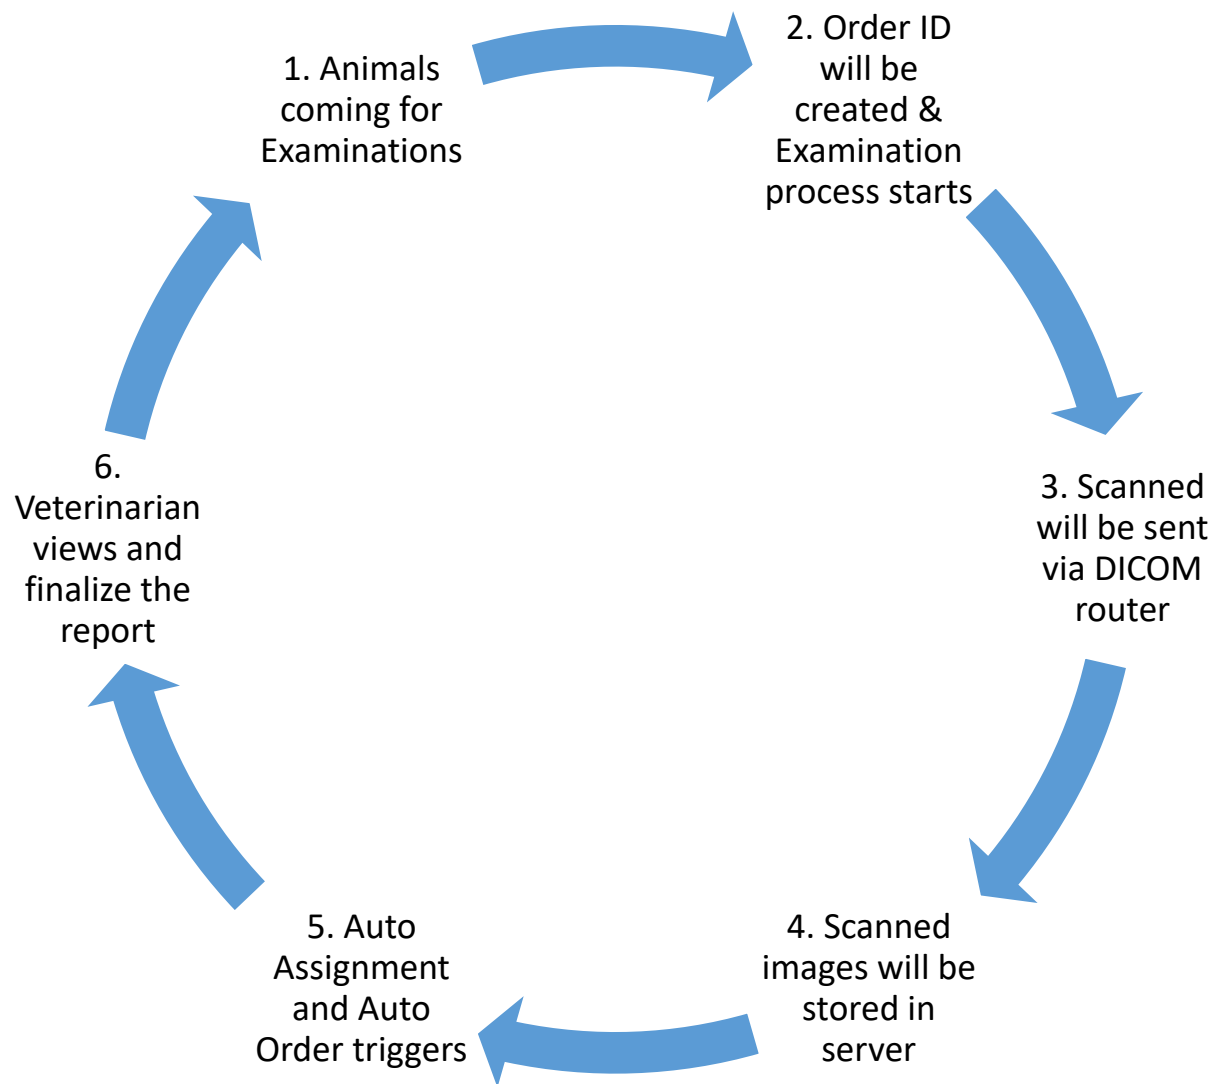 1. Animals
coming for
Examinations
2. Order ID
will be
created &
Examination
process starts
3. Scanned
will be sent
via DICOM
router
4. Scanned
images will be
stored in
server
5. Auto
Assignment
and Auto
Order triggers
6.
Veterinarian
views and
finalize the
report